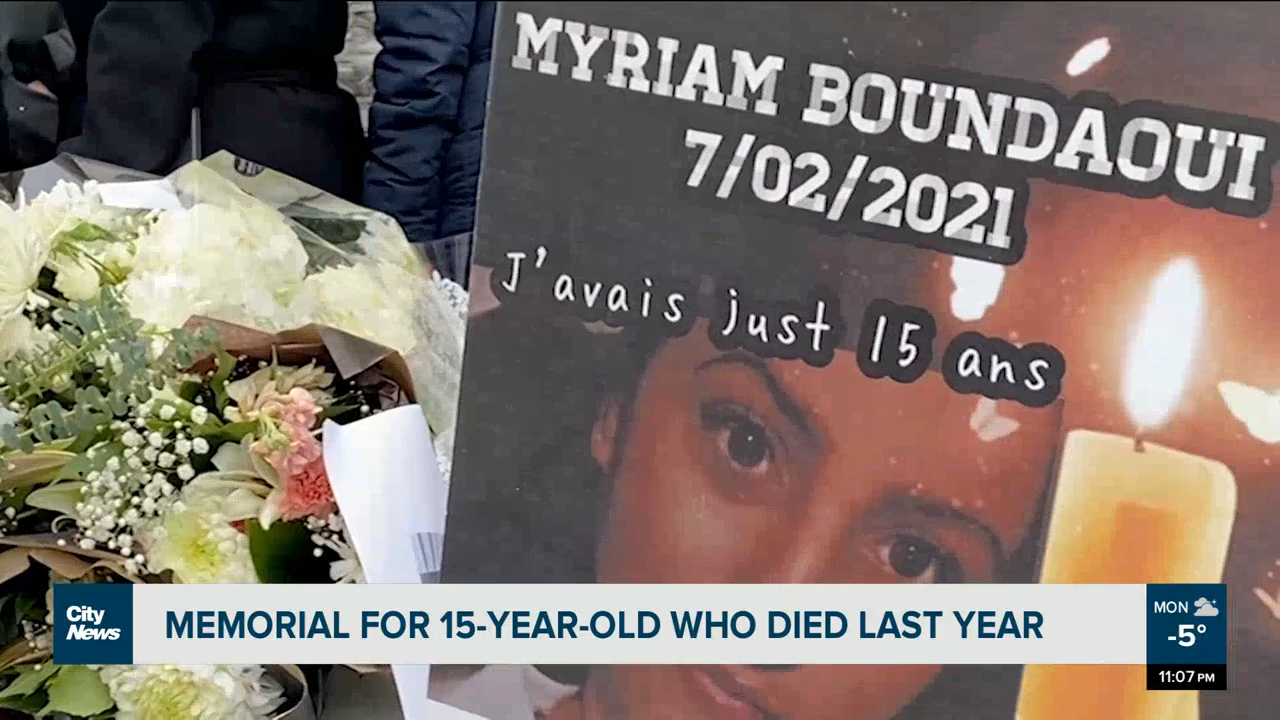 MYRIAM BOUNDAOUI
7/02/2021
J'avais just 15 ans
City
News
MEMORIAL FOR 15-YEAR-OLD WHO DIED LAST YEAR
MON
-5°
11:07 PM